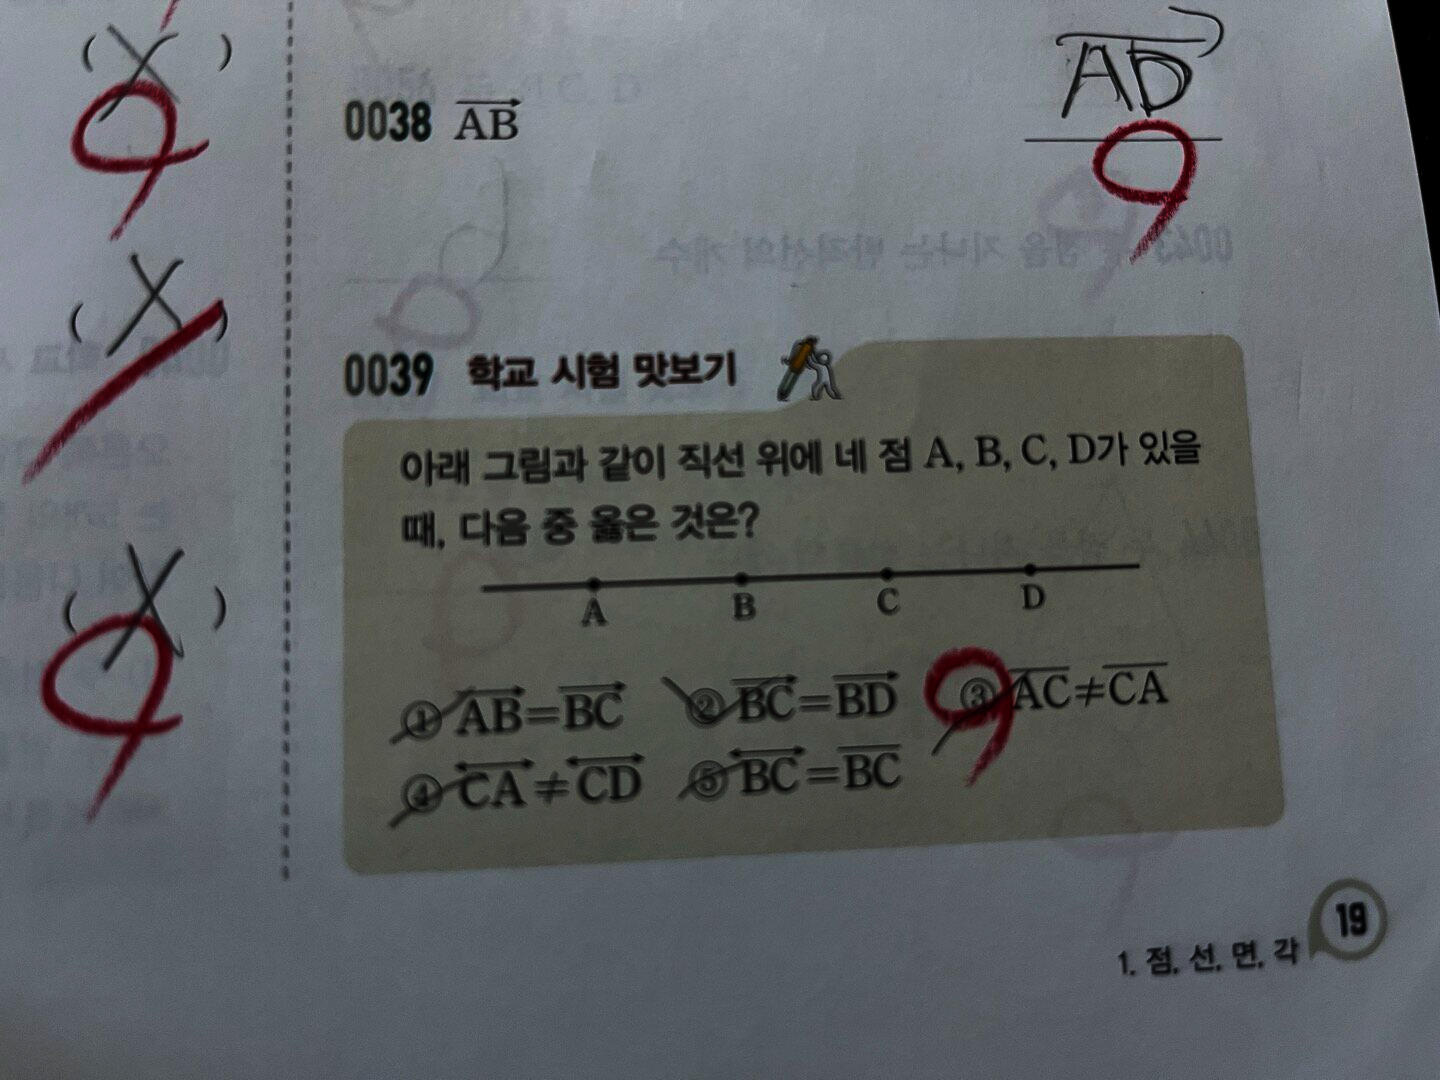 ( X )
0038 AB
AD
( X )
0039 학교 시험 맛보기
아래 그림과 같이 직선 위에 네 점 A, B, C, D가 있을
때, 다음 중 옳은 것은?
A B C D
( X )
① AB=BC ② BC=BD ③ AC≠CA
④ CA≠CD ⑤ BC=BC
1. 점, 선, 면, 각 19